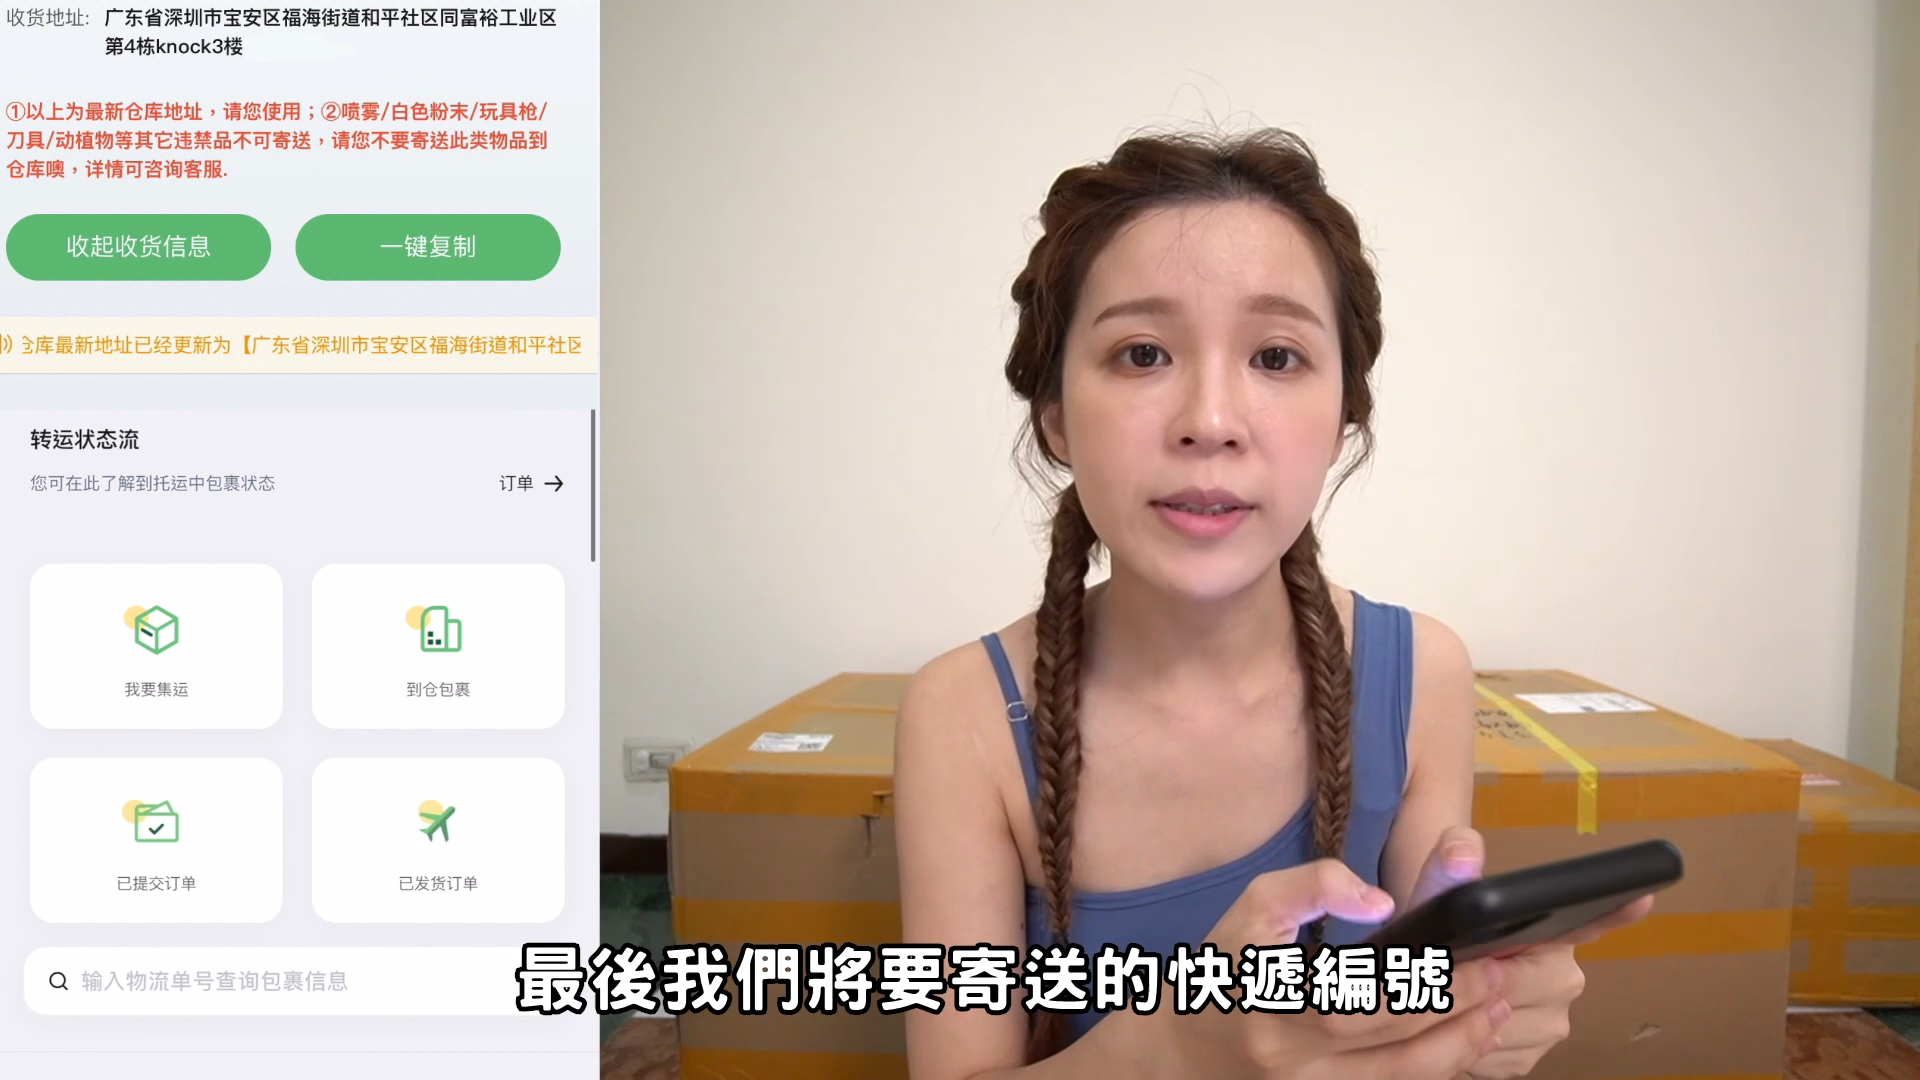 收货地址: 广东省深圳市宝安区福海街道和平社区同富裕工业区
第4栋knock3楼
①以上为最新仓库地址，请您使用；②喷雾/白色粉末/玩具枪/
刀具/动植物等其它违禁品不可寄送，请您不要寄送此类物品到
仓库噢，详情可咨询客服.
收起收货信息
一键复制
仓库最新地址已经更新为【广东省深圳市宝安区福海街道和平社区
转运状态流
您可在此了解到托运中包裹状态
订单
我要集运
到仓包裹
已提交订单
已发货订单
输入物流单号查询包裹信息
最後我們將要寄送的快遞編號